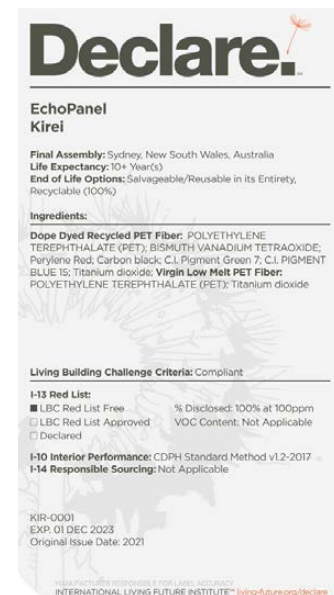 Declare.
EchoPanel
Kirei
Final Assembly: Sydney, New South Wales, Australia
Life Expectancy: 10+ Year(s)
End of Life Options: Salvageable/Reusable in its Entirety,
Recyclable (100%)
Ingredients:
Dope Dyed Recycled PET Fiber: POLYETHYLENE
TEREPHTHALATE (PET); BISMUTH VANADIUM TETRAOXIDE;
Perylene Red; Carbon black; C.I. Pigment Green 7; C.I. PIGMENT
BLUE 15; Titanium dioxide; Virgin Low Melt PET Fiber:
POLYETHYLENE TEREPHTHALATE (PET); Titanium dioxide
Living Building Challenge Criteria: Compliant
I-13 Red List:
■ LBC Red List Free % Disclosed: 100% at 100ppm
□ LBC Red List Approved VOC Content: Not Applicable
□ Declared
I-10 Interior Performance: CDPH Standard Method v1.2-2017
I-14 Responsible Sourcing: Not Applicable
KIR-0001
EXP. 01 DEC 2023
Original Issue Date: 2021
MANUFACTURER RESPONSIBLE FOR LABEL ACCURACY
INTERNATIONAL LIVING FUTURE INSTITUTE™ living-future.org/declare